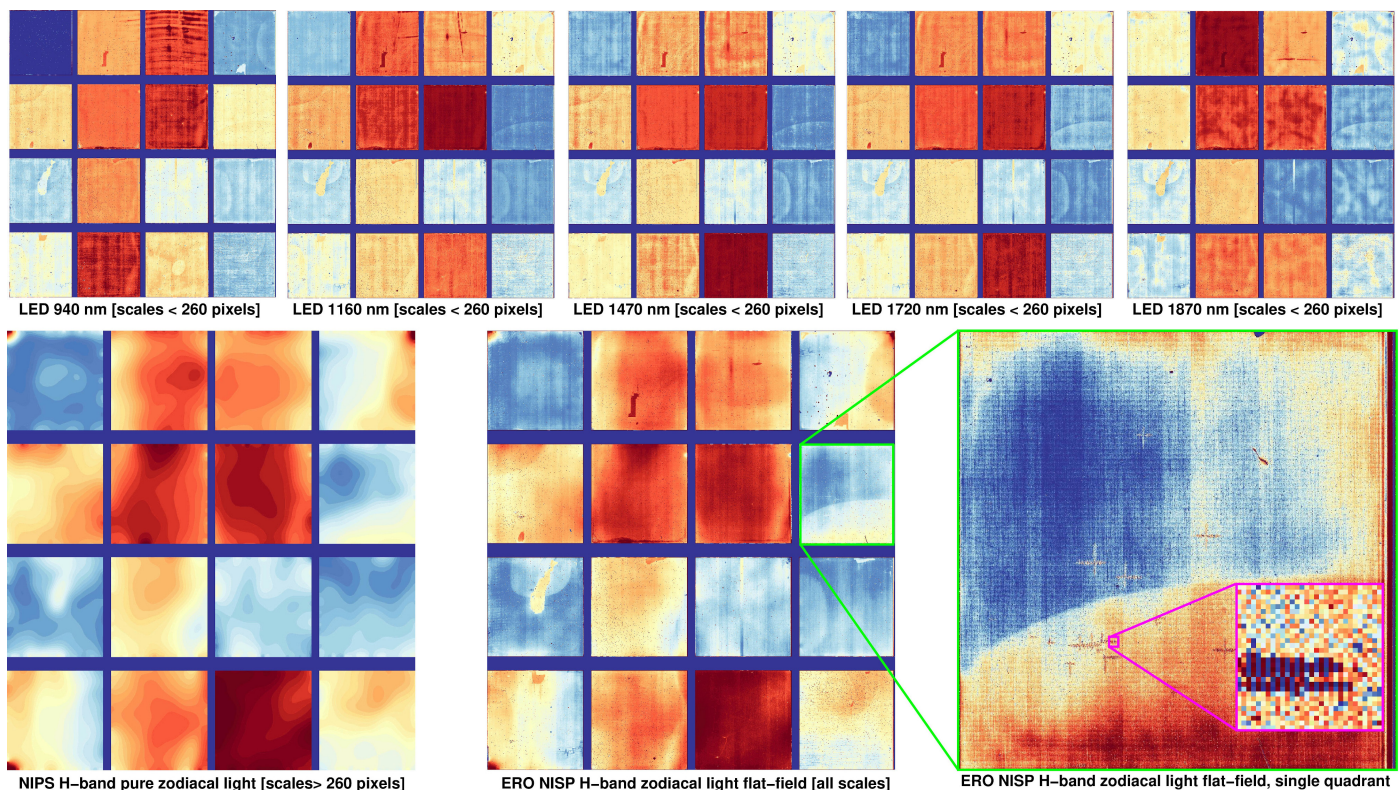 LED 940 nm [scales < 260 pixels]
LED 1160 nm [scales < 260 pixels]
LED 1470 nm [scales < 260 pixels]
LED 1720 nm [scales < 260 pixels]
LED 1870 nm [scales < 260 pixels]
NIPS H−band pure zodiacal light [scales> 260 pixels]
ERO NISP H−band zodiacal light flat−field [all scales]
ERO NISP H−band zodiacal light flat−field, single quadrant